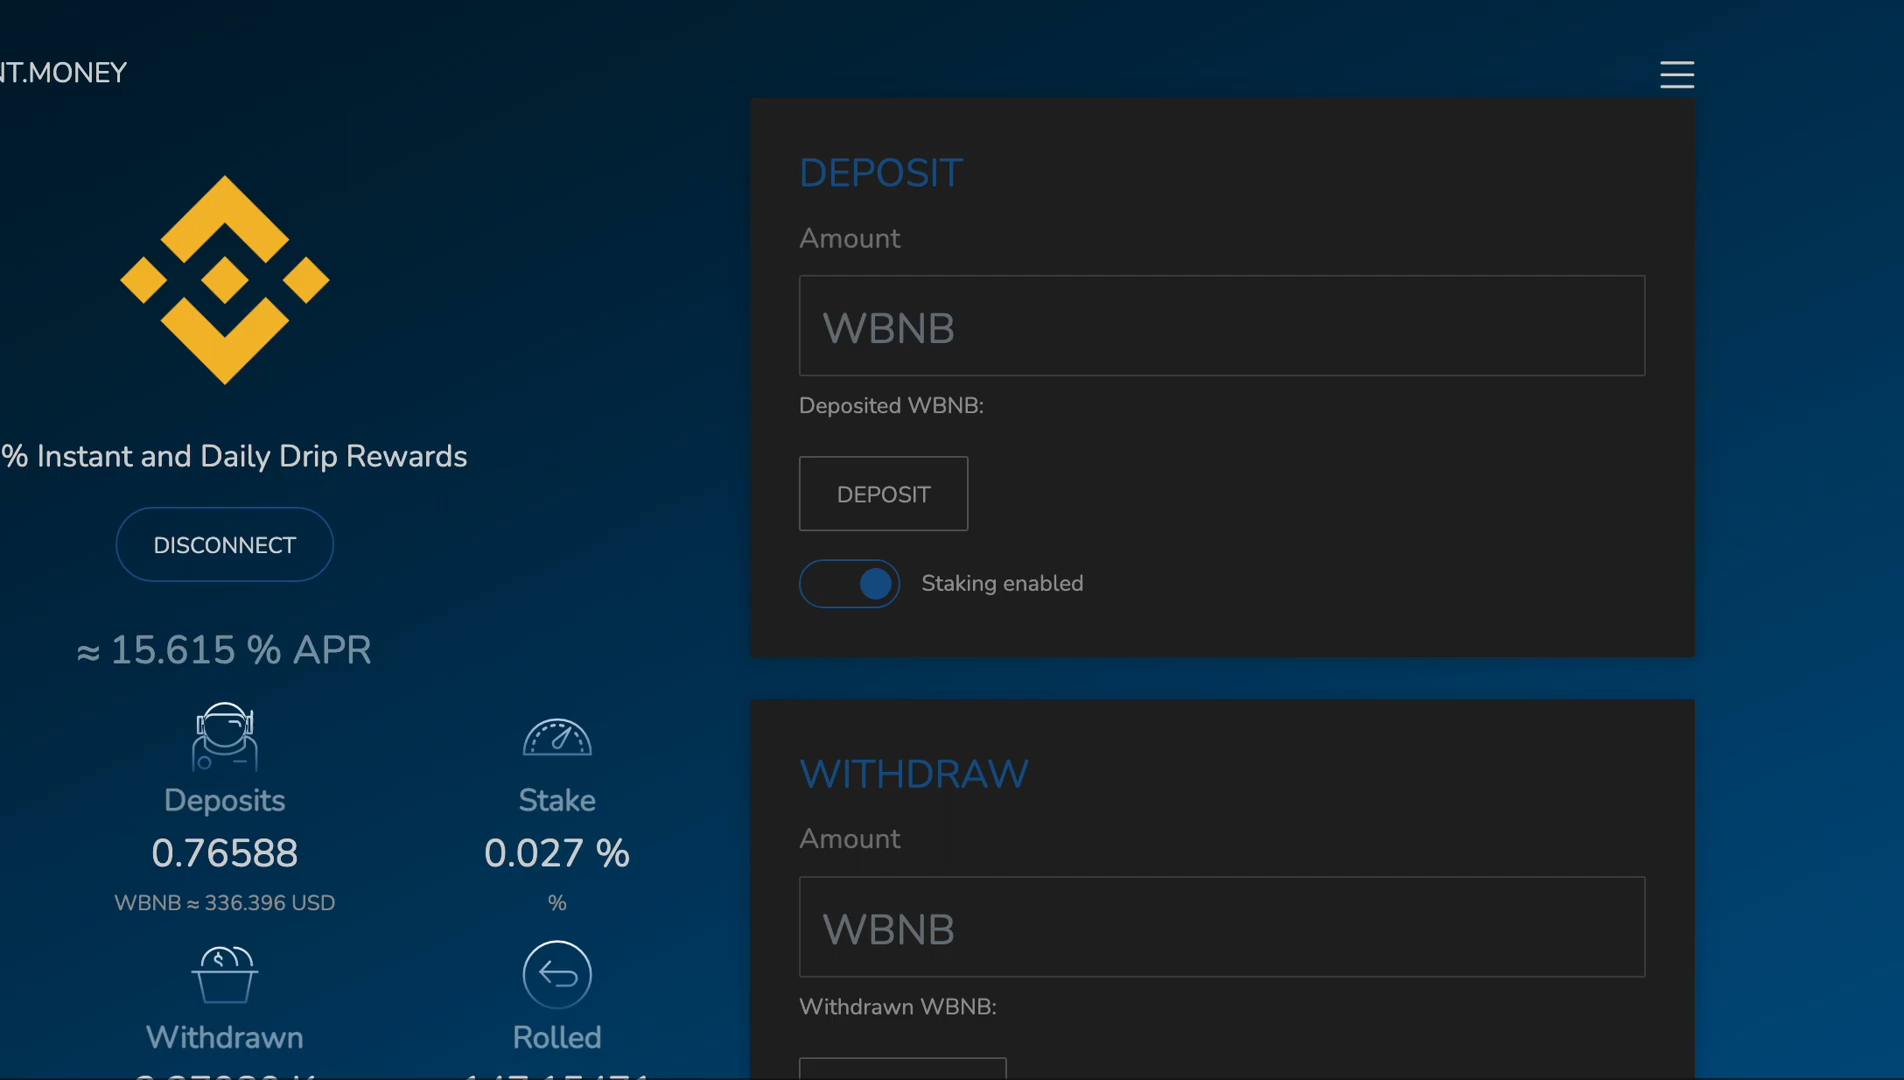 NT.MONEY
% Instant and Daily Drip Rewards
DISCONNECT
≈ 15.615 % APR
Deposits
0.76588
WBNB ≈ 336.396 USD
Stake
0.027 %
%
Withdrawn
Rolled
DEPOSIT
Amount
WBNB
Deposited WBNB:
DEPOSIT
Staking enabled
WITHDRAW
Amount
WBNB
Withdrawn WBNB: